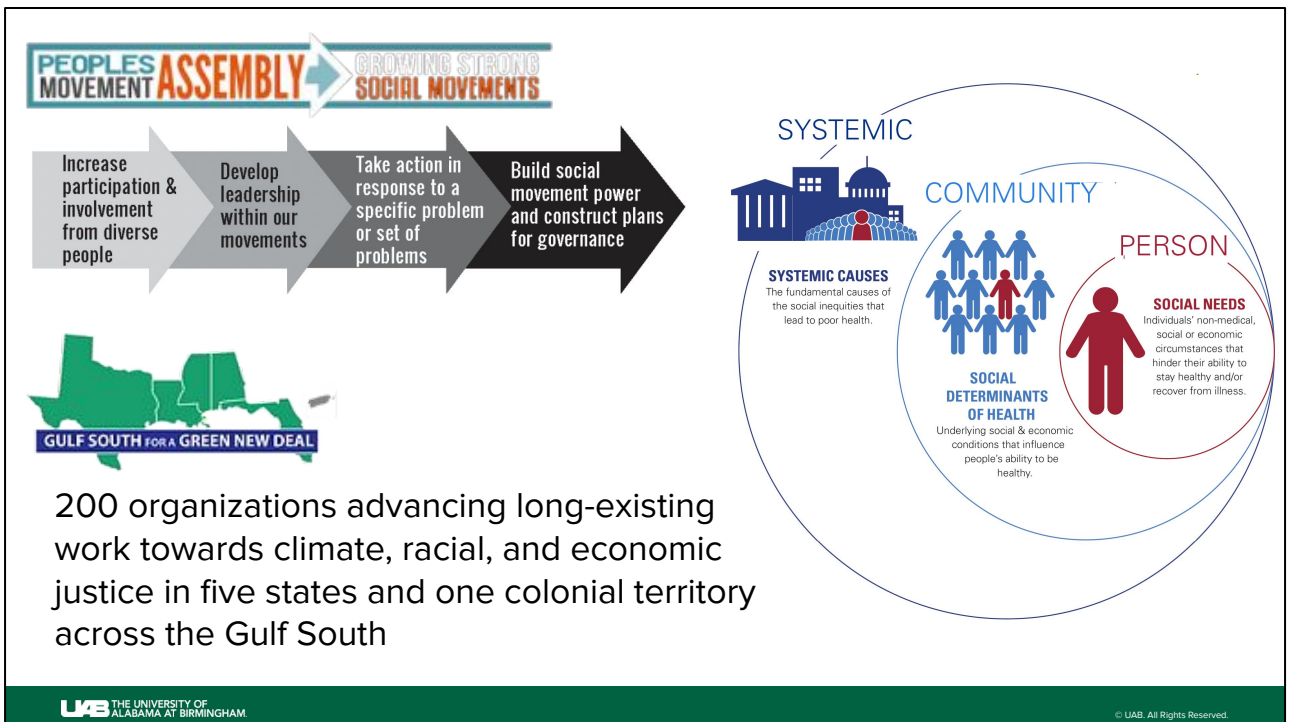 PEOPLES
MOVEMENT ASSEMBLY
GROWING STRONG
SOCIAL MOVEMENTS
Increase
participation &
involvement
from diverse
people
Develop
leadership
within our
movements
Take action in
response to a
specific problem
or set of
problems
Build social
movement power
and construct plans
for governance
GULF SOUTH FOR A GREEN NEW DEAL
200 organizations advancing long-existing
work towards climate, racial, and economic
justice in five states and one colonial territory
across the Gulf South
SYSTEMIC
SYSTEMIC CAUSES
The fundamental causes of
the social inequities that
lead to poor health.
COMMUNITY
SOCIAL
DETERMINANTS
OF HEALTH
Underlying social & economic
conditions that influence
people's ability to be
healthy.
PERSON
SOCIAL NEEDS
Individuals' non-medical,
social or economic
circumstances that
hinder their ability to
stay healthy and/or
recover from illness.
UAB THE UNIVERSITY OF
ALABAMA AT BIRMINGHAM.
© UAB. All Rights Reserved.